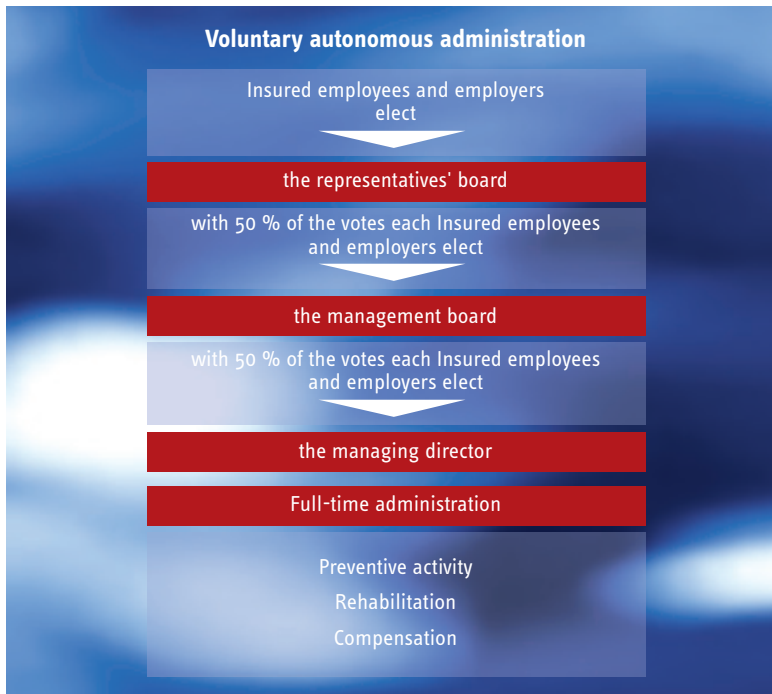 Voluntary autonomous administration
Insured employees and employers
elect
the representatives' board
with 50 % of the votes each Insured employees
and employers elect
the management board
with 50 % of the votes each Insured employees
and employers elect
the managing director
Full-time administration
Preventive activity
Rehabilitation
Compensation